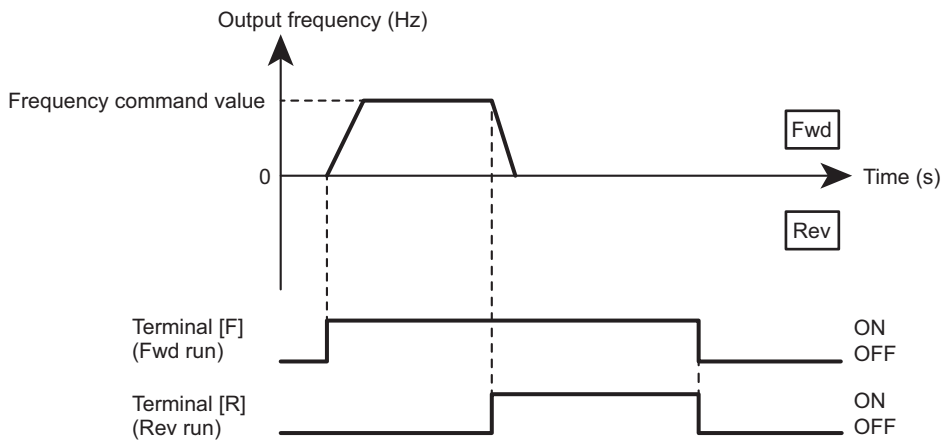 Output frequency (Hz)
Frequency command value
Fwd
0
Time (s)
Rev
Terminal [F]
(Fwd run)
ON
OFF
Terminal [R]
(Rev run)
ON
OFF